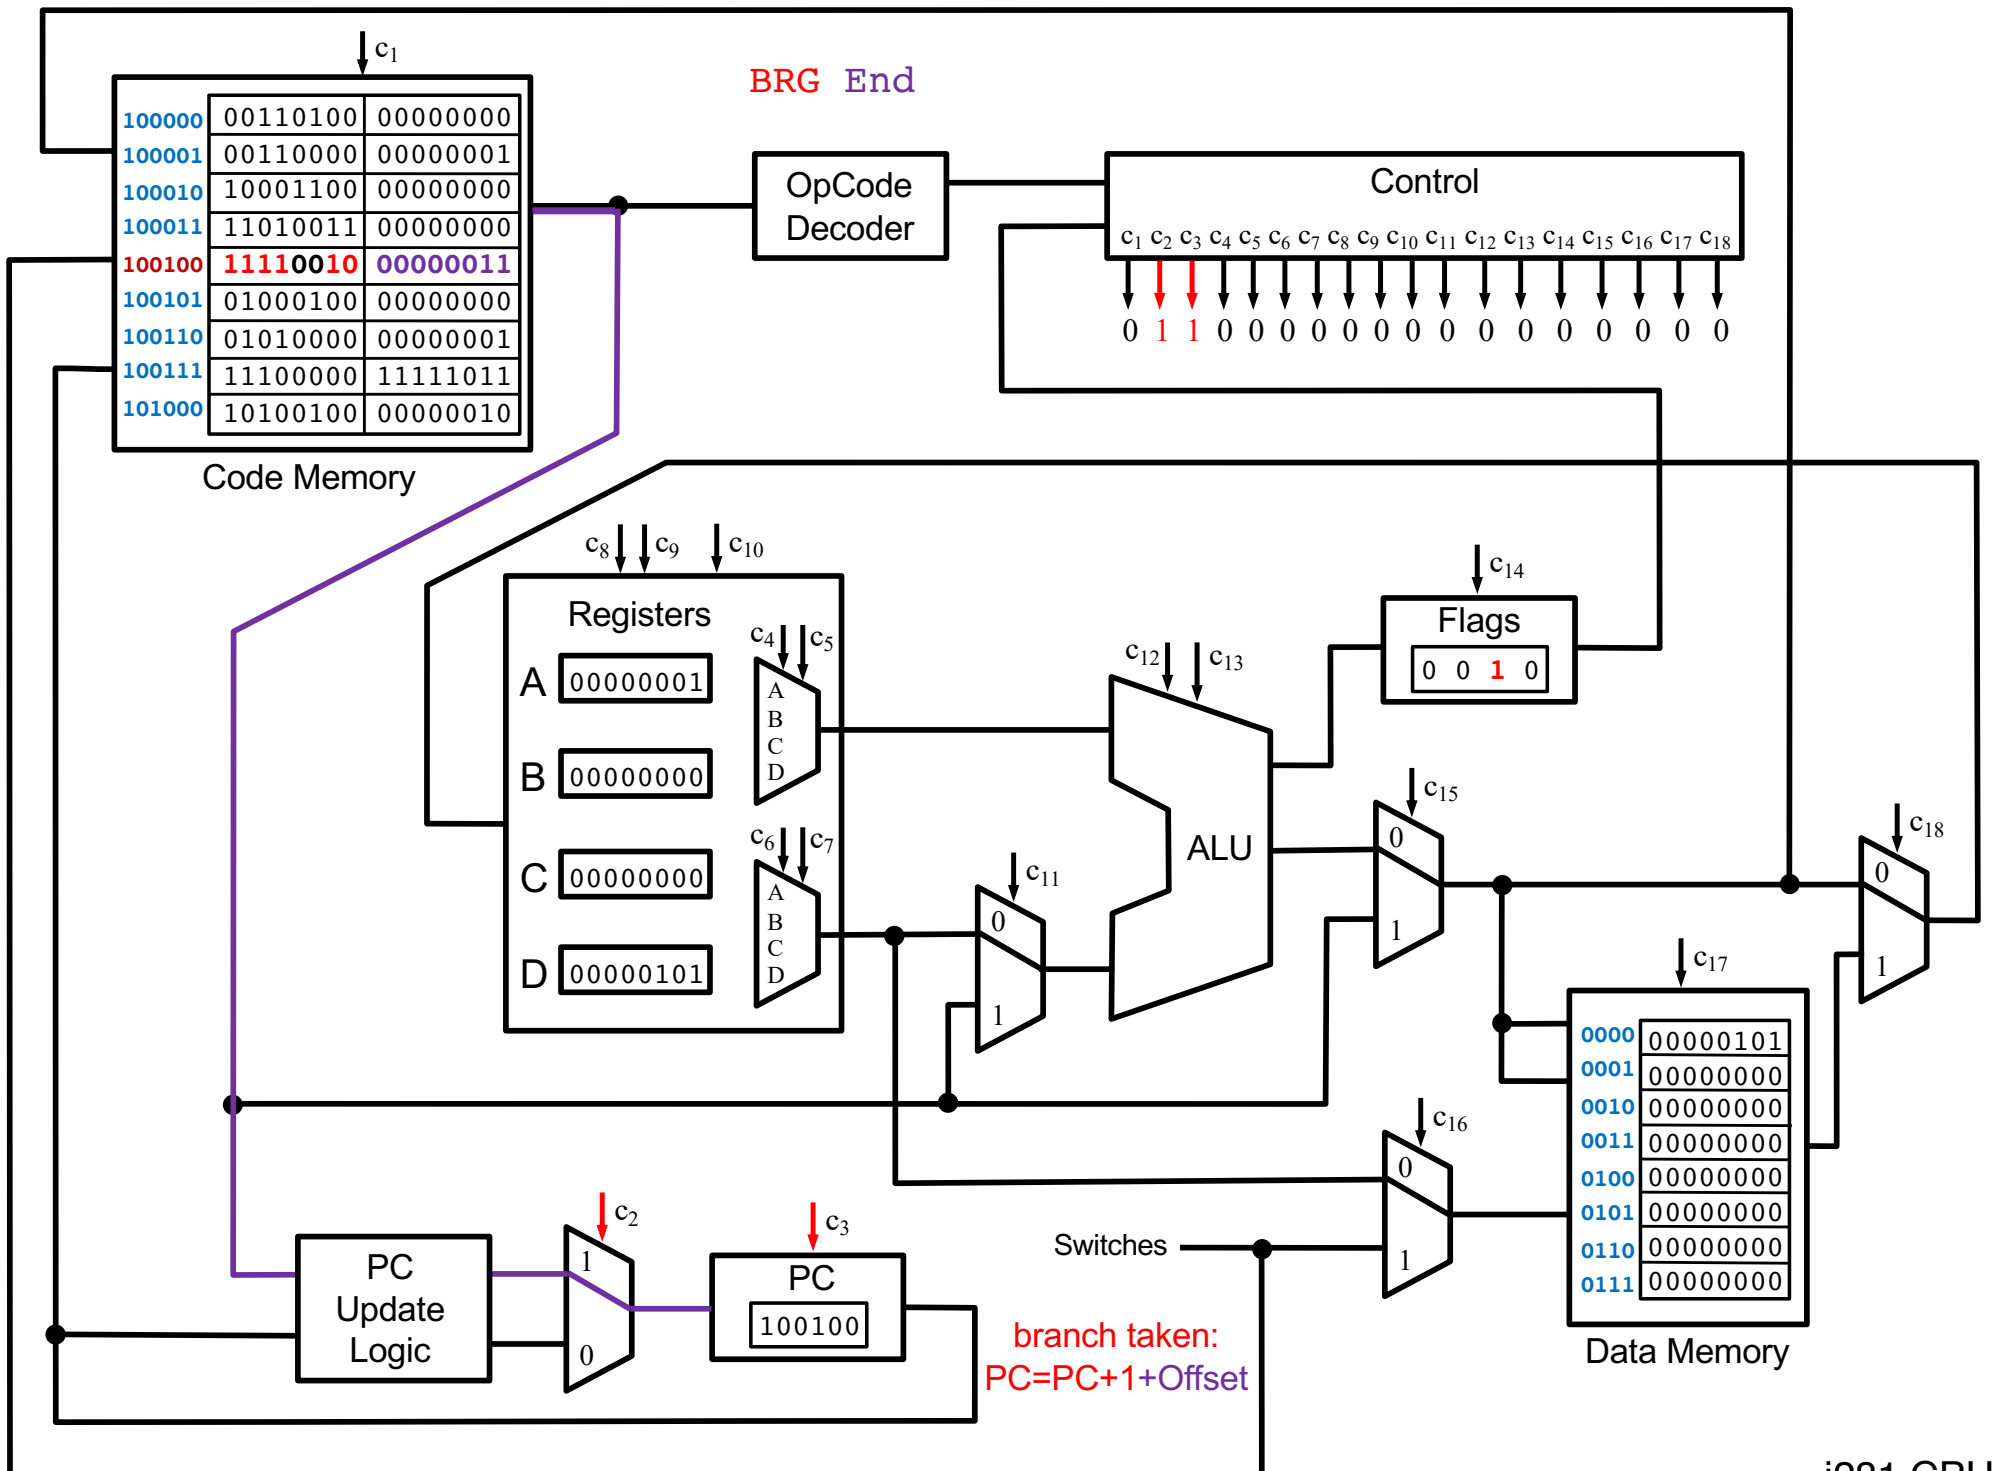 c1
BRG End
100000 00110100 00000000
100001 00110000 00000001
100010 10001100 00000000
100011 11010011 00000000
100100 11110010 00000011
100101 01000100 00000000
100110 01010000 00000001
100111 11100000 11111011
101000 10100100 00000010
Code Memory
OpCode
Decoder
Control
c1 c2 c3 c4 c5 c6 c7 c8 c9 c10 c11 c12 c13 c14 c15 c16 c17 c18
0 1 1 0 0 0 0 0 0 0 0 0 0 0 0 0 0 0
c8 c9 c10
Registers
A 00000001
B 00000000
C 00000000
D 00000101
c4 c5
A
B
C
D
c6 c7
A
B
C
D
c11
0
1
c12 c13
ALU
c14
Flags
0 0 1 0
c15
0
1
c18
0
1
c17
0000 00000101
0001 00000000
0010 00000000
0011 00000000
0100 00000000
0101 00000000
0110 00000000
0111 00000000
Data Memory
c16
0
1
Switches
PC
Update
Logic
c2
1
0
c3
PC
100100
branch taken:
PC=PC+1+Offset